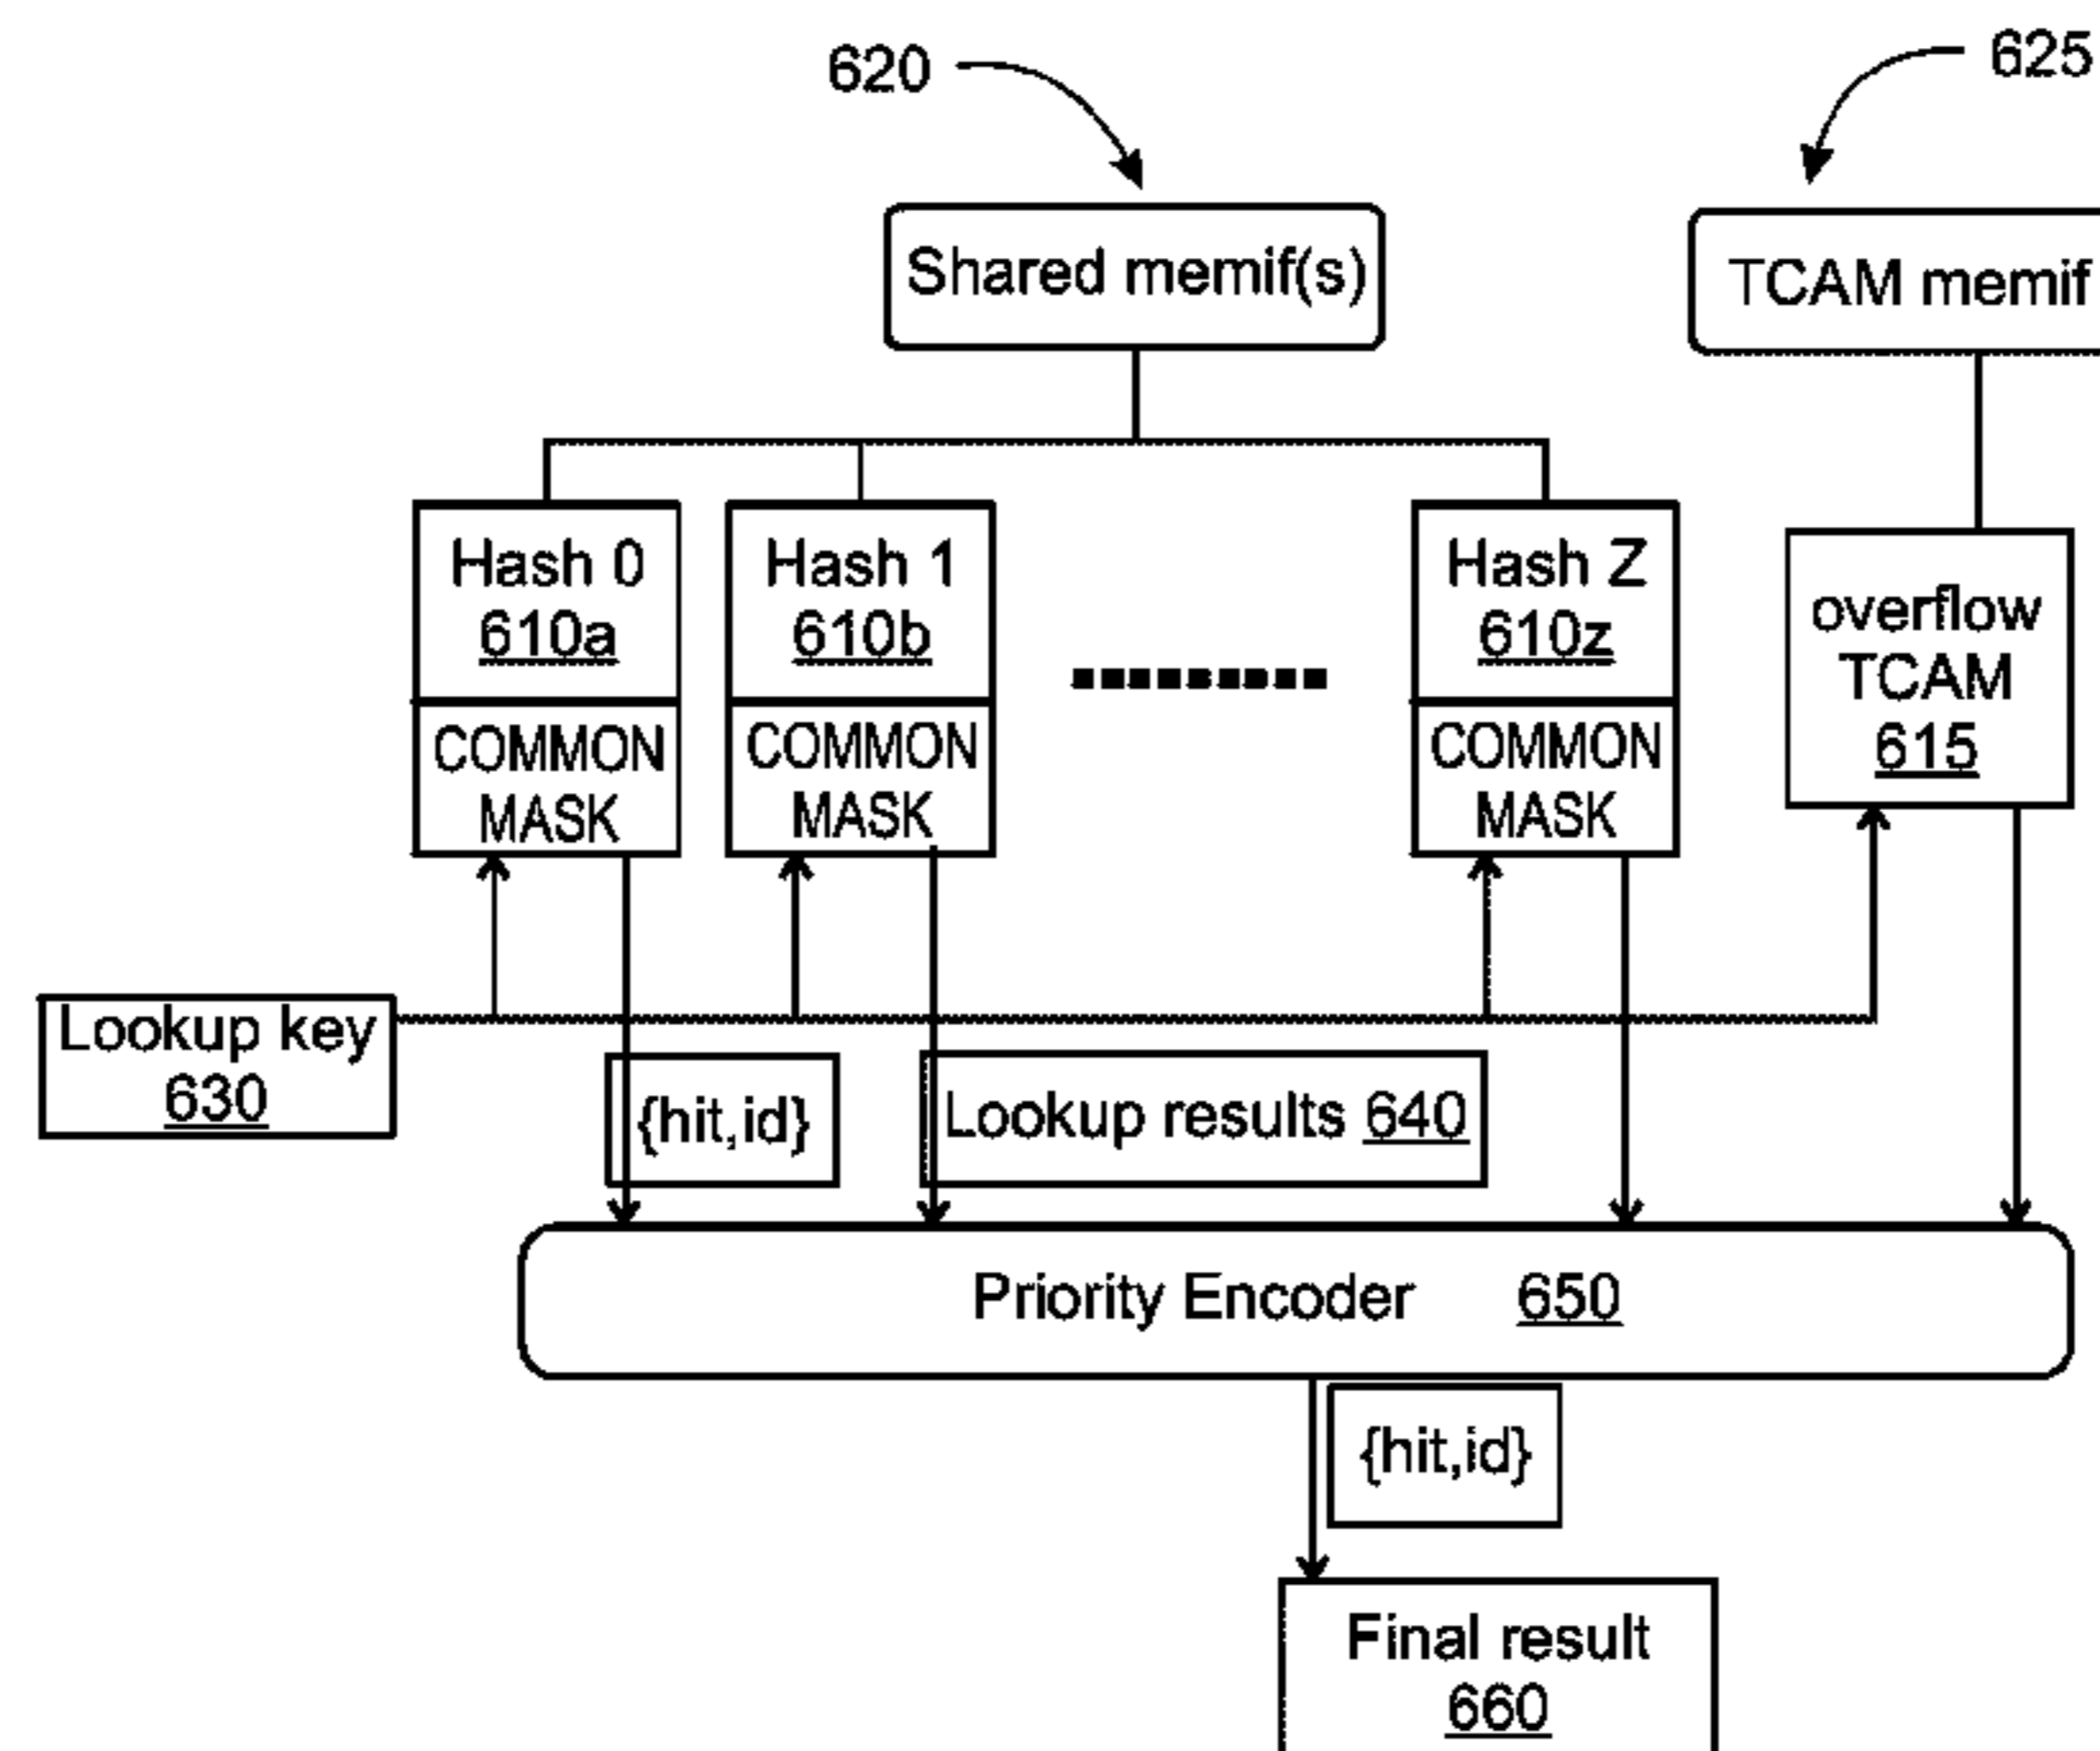 620
625
Shared memif(s)
TCAM memif
Hash 0
610a
COMMON
MASK
Hash 1
610b
COMMON
MASK
Hash Z
610z
COMMON
MASK
overflow
TCAM
615
Lookup key
630
{hit,id}
Lookup results 640
Priority Encoder 650
{hit,id}
Final result
660